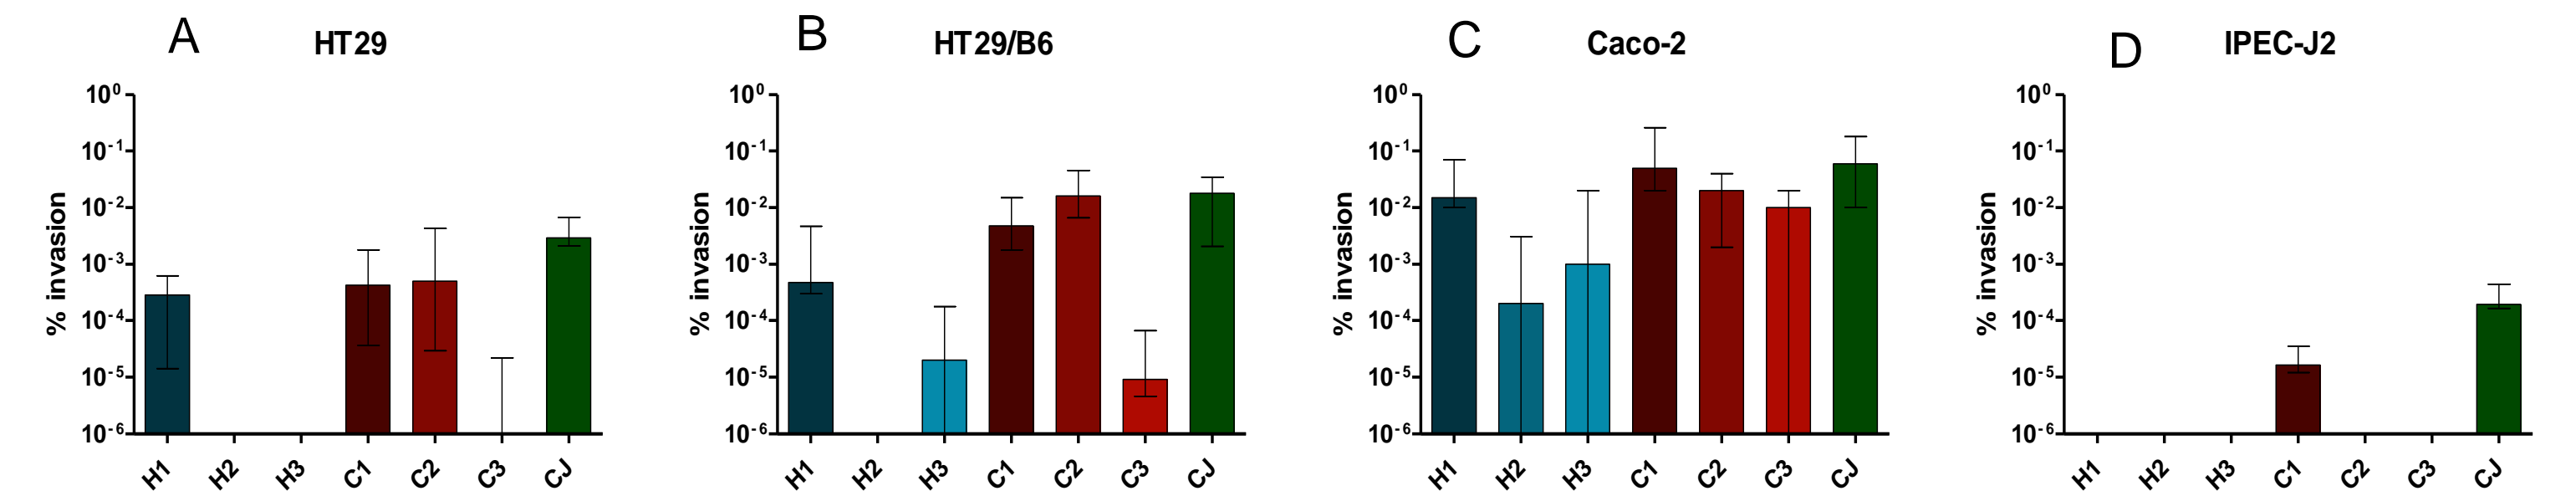 A HT29
% invasion
10^0
10^-1
10^-2
10^-3
10^-4
10^-5
10^-6
H1 H2 H3 C1 C2 C3 CJ
B HT29/B6
% invasion
10^0
10^-1
10^-2
10^-3
10^-4
10^-5
10^-6
H1 H2 H3 C1 C2 C3 CJ
C Caco-2
% invasion
10^0
10^-1
10^-2
10^-3
10^-4
10^-5
10^-6
H1 H2 H3 C1 C2 C3 CJ
D IPEC-J2
% invasion
10^0
10^-1
10^-2
10^-3
10^-4
10^-5
10^-6
H1 H2 H3 C1 C2 C3 CJ